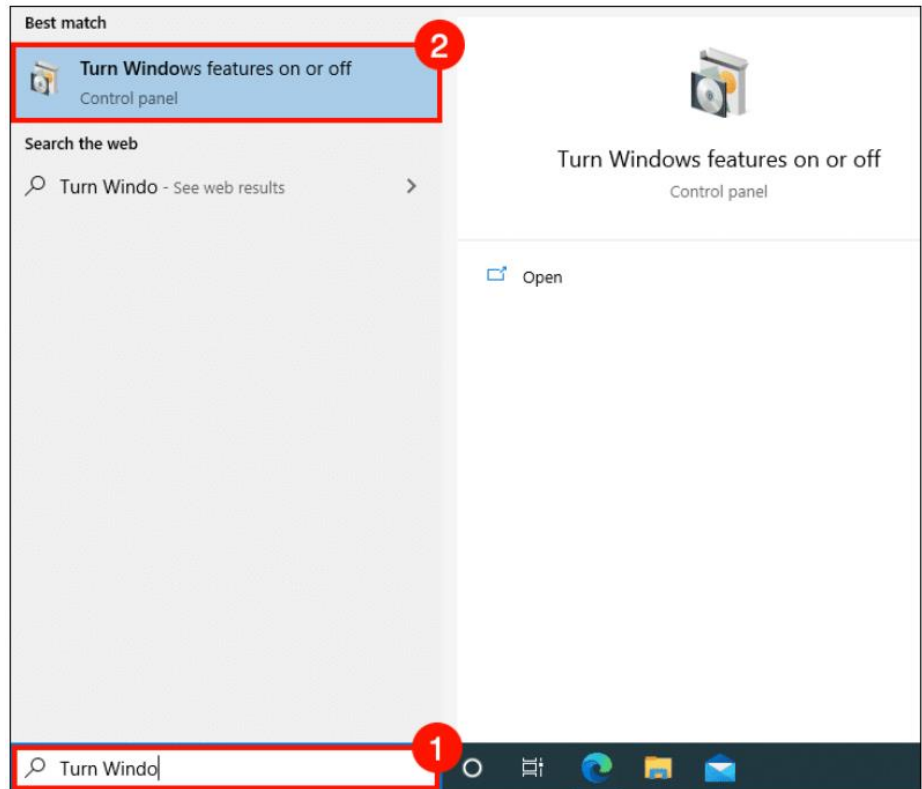 Best match
2
Turn Windows features on or off
Control panel
Search the web
Turn Windo - See web results
Turn Windows features on or off
Control panel
Open
1
Turn Windo